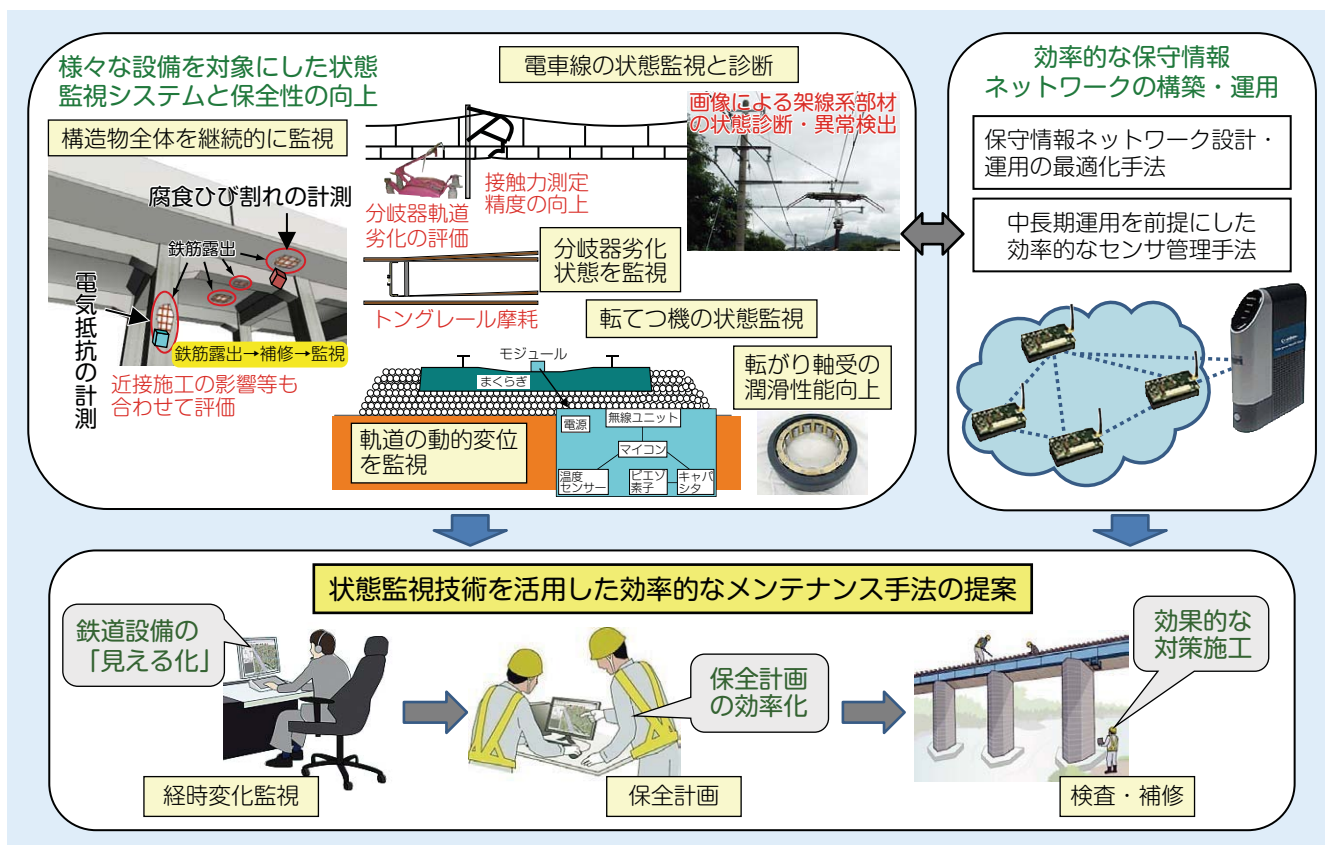 様々な設備を対象にした状態
監視システムと保全性の向上
構造物全体を継続的に監視
腐食ひび割れの計測
鉄筋露出
電気抵抗の計測
鉄筋露出→補修→監視
近接施工の影響等も
合わせて評価
電車線の状態監視と診断
画像による架線系部材
の状態診断・異常検出
接触力測定
精度の向上
分岐器軌道
劣化の評価
分岐器劣化
状態を監視
トングレール摩耗
転てつ機の状態監視
モジュール
まくらぎ
軌道の動的変位
を監視
電源
無線ユニット
マイコン
温度
センサー
ピエゾ
素子
キャパ
シタ
転がり軸受の
潤滑性能向上
効率的な保守情報
ネットワークの構築・運用
保守情報ネットワーク設計・
運用の最適化手法
中長期運用を前提にした
効率的なセンサ管理手法
状態監視技術を活用した効率的なメンテナンス手法の提案
鉄道設備の
「見える化」
経時変化監視
保全計画
の効率化
保全計画
効果的な
対策施工
検査・補修